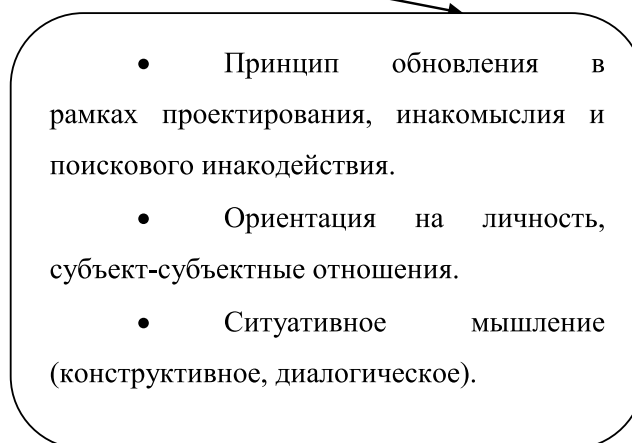 • Принцип обновления в
рамках проектирования, инакомыслия и
поискового инакодействия.
• Ориентация на личность,
субъект-субъектные отношения.
• Ситуативное мышление
(конструктивное, диалогическое).